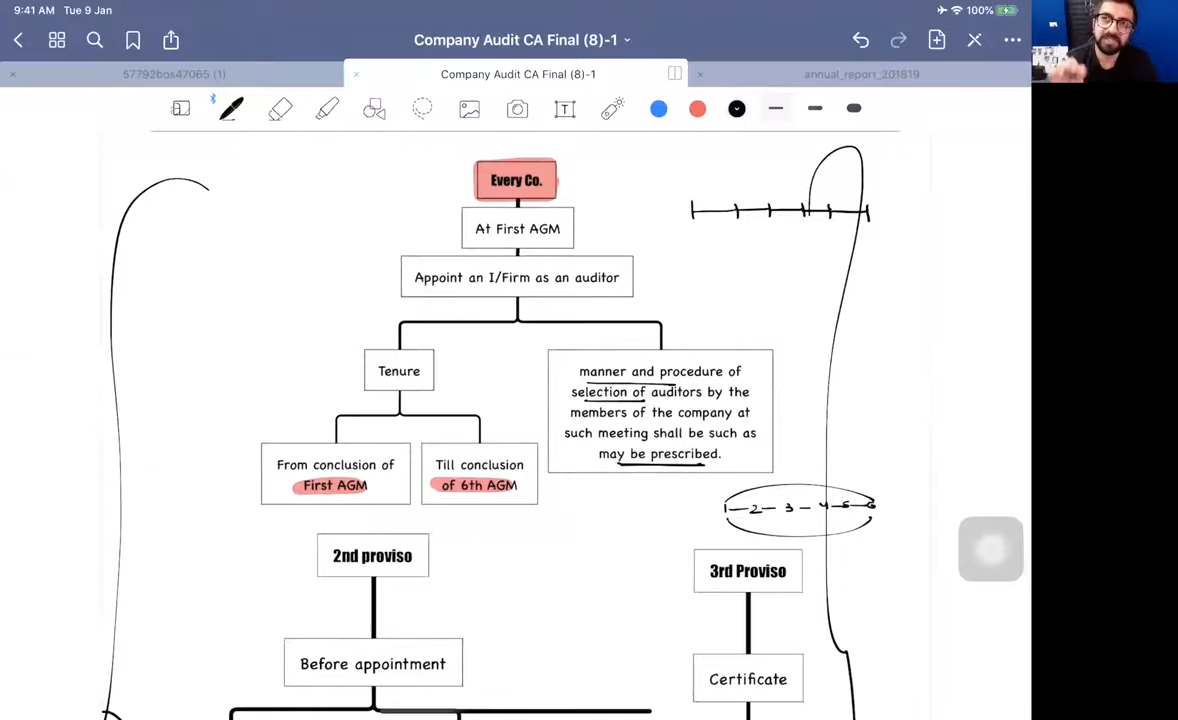 9:41 AM Tue 9 Jan
100%
Company Audit CA Final (8)-1
57792bos47065 (1)
Company Audit CA Final (8)-1
annual_report_201819
T
Every Co.
At First AGM
Appoint an I/Firm as an auditor
Tenure
manner and procedure of
selection of auditors by the
members of the company at
such meeting shall be such as
may be prescribed.
From conclusion of
First AGM
Till conclusion
of 6th AGM
1 — 2 — 3 — 4 — 5 — 6
2nd proviso
3rd Proviso
Before appointment
Certificate